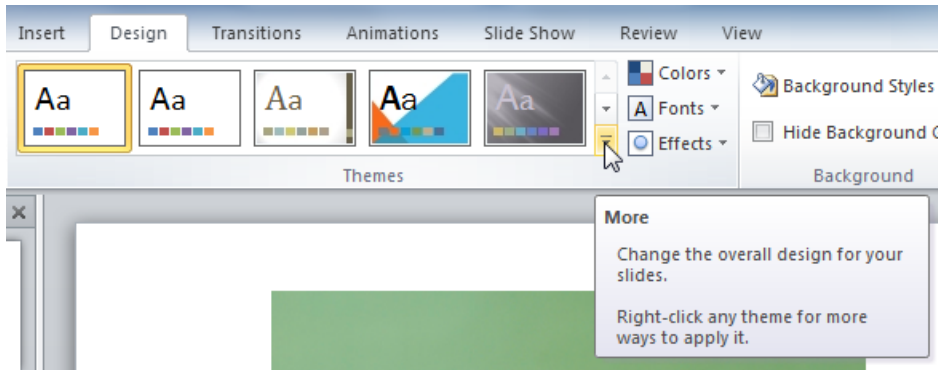 Insert Design Transitions Animations Slide Show Review View
Aa Aa Aa Aa Aa
Colors
A Fonts
Effects
Background Styles
Hide Background
Themes
Background
More
Change the overall design for your
slides.
Right-click any theme for more
ways to apply it.